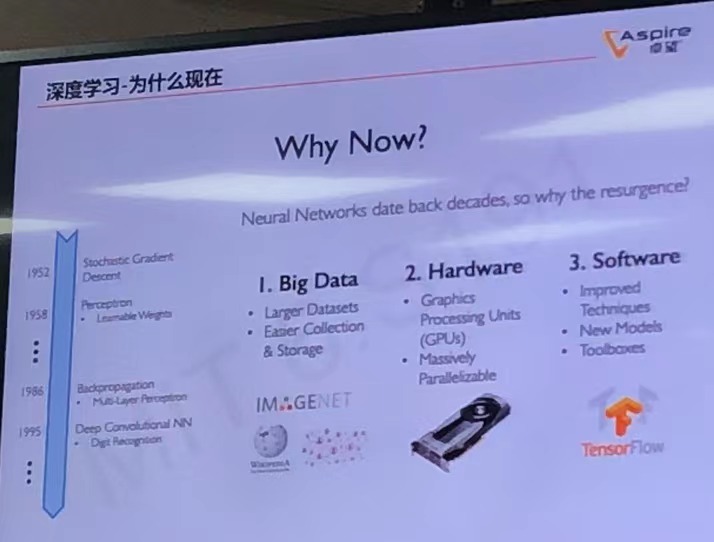 Aspire
卓望
深度学习-为什么现在
Why Now?
Neural Networks date back decades, so why the resurgence?
1952
Stochastic Gradient
Descent
1958
Perceptron
• Learnable Weights
1986
Backpropagation
• Multi-Layer Perceptron
1995
Deep Convolutional NN
• Digit Recognition
1. Big Data
• Larger Datasets
• Easier Collection
& Storage
IMAGENET
WIKIPEDIA
2. Hardware
• Graphics
Processing Units
(GPUs)
• Massively
Parallelizable
3. Software
• Improved
Techniques
• New Models
• Toolboxes
TensorFlow